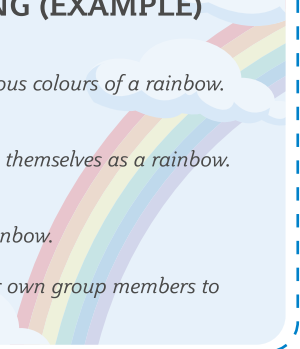 NG (EXAMPLE)
ous colours of a rainbow.
themselves as a rainbow.
nbow.
own group members to